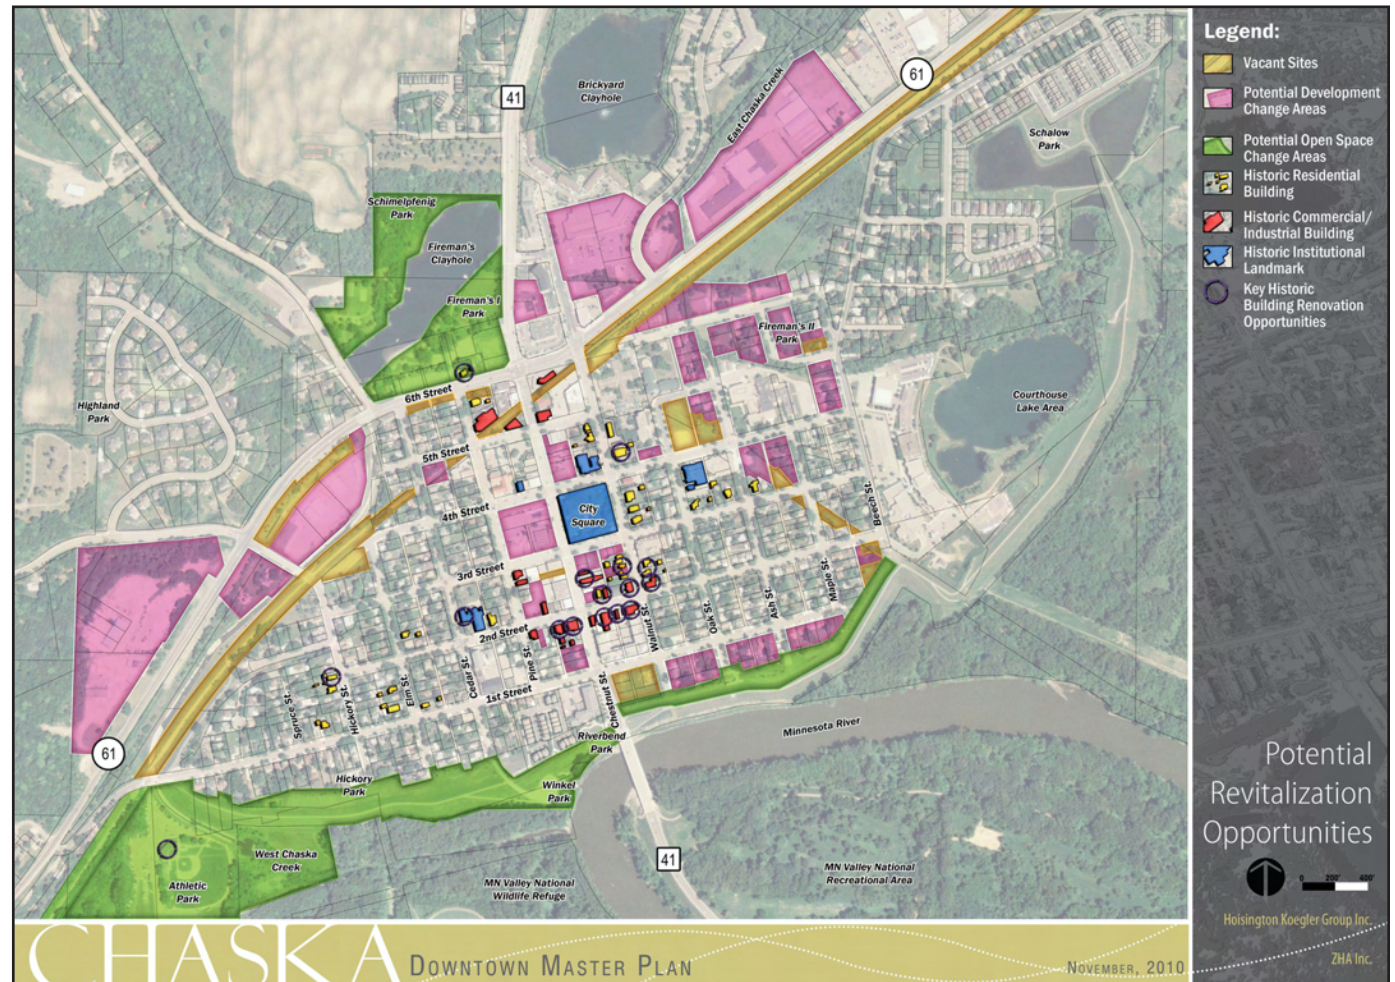 41
Brickyard
Clayhole
East Chaska Creek
61
Schalow
Park
Schimelpfenig
Park
Fireman's
Clayhole
Fireman's I
Park
Fireman's II
Park
Highland
Park
Courthouse
Lake Area
6th Street
5th Street
4th Street
3rd Street
2nd Street
1st Street
City
Square
Beech St.
Maple St.
Ash St.
Oak St.
Walnut St.
Chestnut St.
Pine St.
Cedar St.
Elm St.
Hickory St.
Spruce St.
61
Riverbend
Park
Minnesota River
Hickory
Park
Winkel
Park
West Chaska
Creek
Athletic
Park
MN Valley National
Wildlife Refuge
41
MN Valley National
Recreational Area
Legend:
Vacant Sites
Potential Development
Change Areas
Potential Open Space
Change Areas
Historic Residential
Building
Historic Commercial/
Industrial Building
Historic Institutional
Landmark
Key Historic
Building Renovation
Opportunities
Potential
Revitalization
Opportunities
0 200' 400'
Hoisington Koegler Group Inc.
ZHA Inc.
CHASKA DOWNTOWN MASTER PLAN
NOVEMBER, 2010